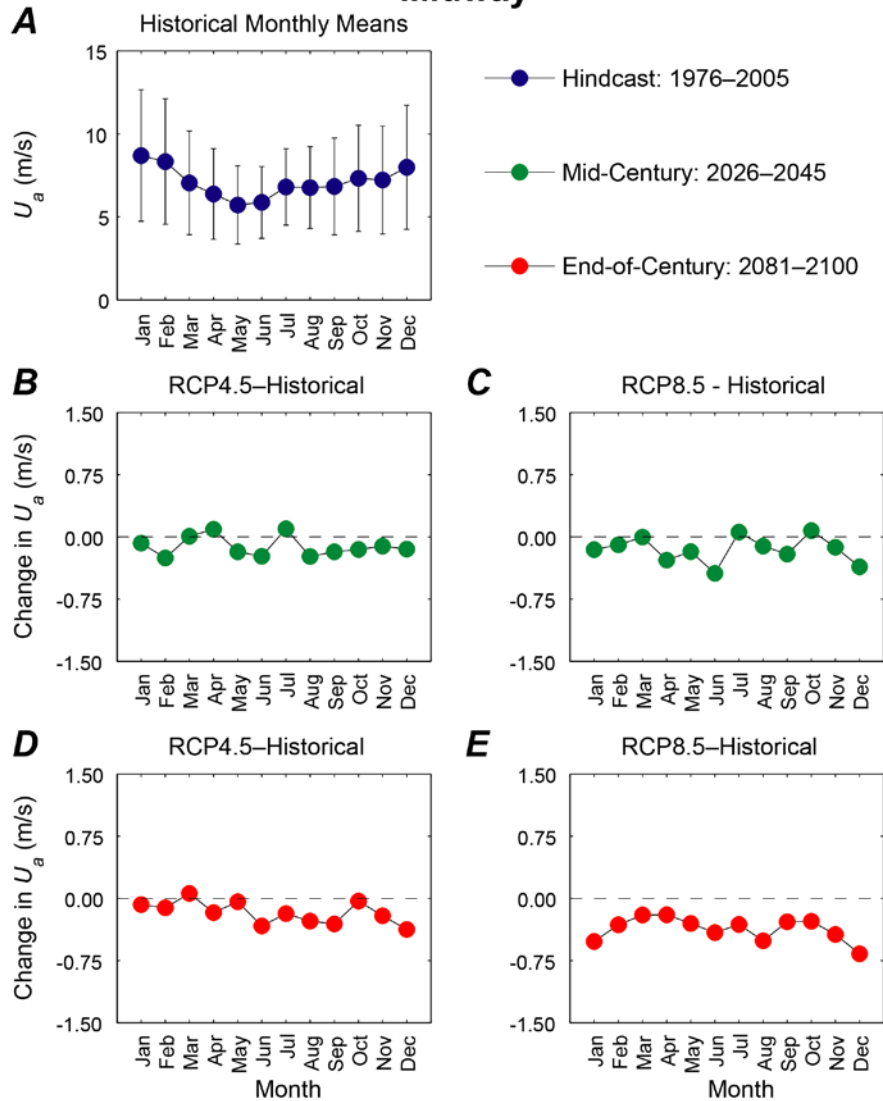 A
Historical Monthly Means
15
10
5
0
U_a (m/s)
Jan Feb Mar Apr May Jun Jul Aug Sep Oct Nov Dec
Hindcast: 1976–2005
Mid-Century: 2026–2045
End-of-Century: 2081–2100
B
RCP4.5–Historical
1.50
0.75
0.00
-0.75
-1.50
Change in U_a (m/s)
Jan Feb Mar Apr May Jun Jul Aug Sep Oct Nov Dec
C
RCP8.5 - Historical
1.50
0.75
0.00
-0.75
-1.50
Jan Feb Mar Apr May Jun Jul Aug Sep Oct Nov Dec
D
RCP4.5–Historical
1.50
0.75
0.00
-0.75
-1.50
Change in U_a (m/s)
Jan Feb Mar Apr May Jun Jul Aug Sep Oct Nov Dec
Month
E
RCP8.5–Historical
1.50
0.75
0.00
-0.75
-1.50
Jan Feb Mar Apr May Jun Jul Aug Sep Oct Nov Dec
Month